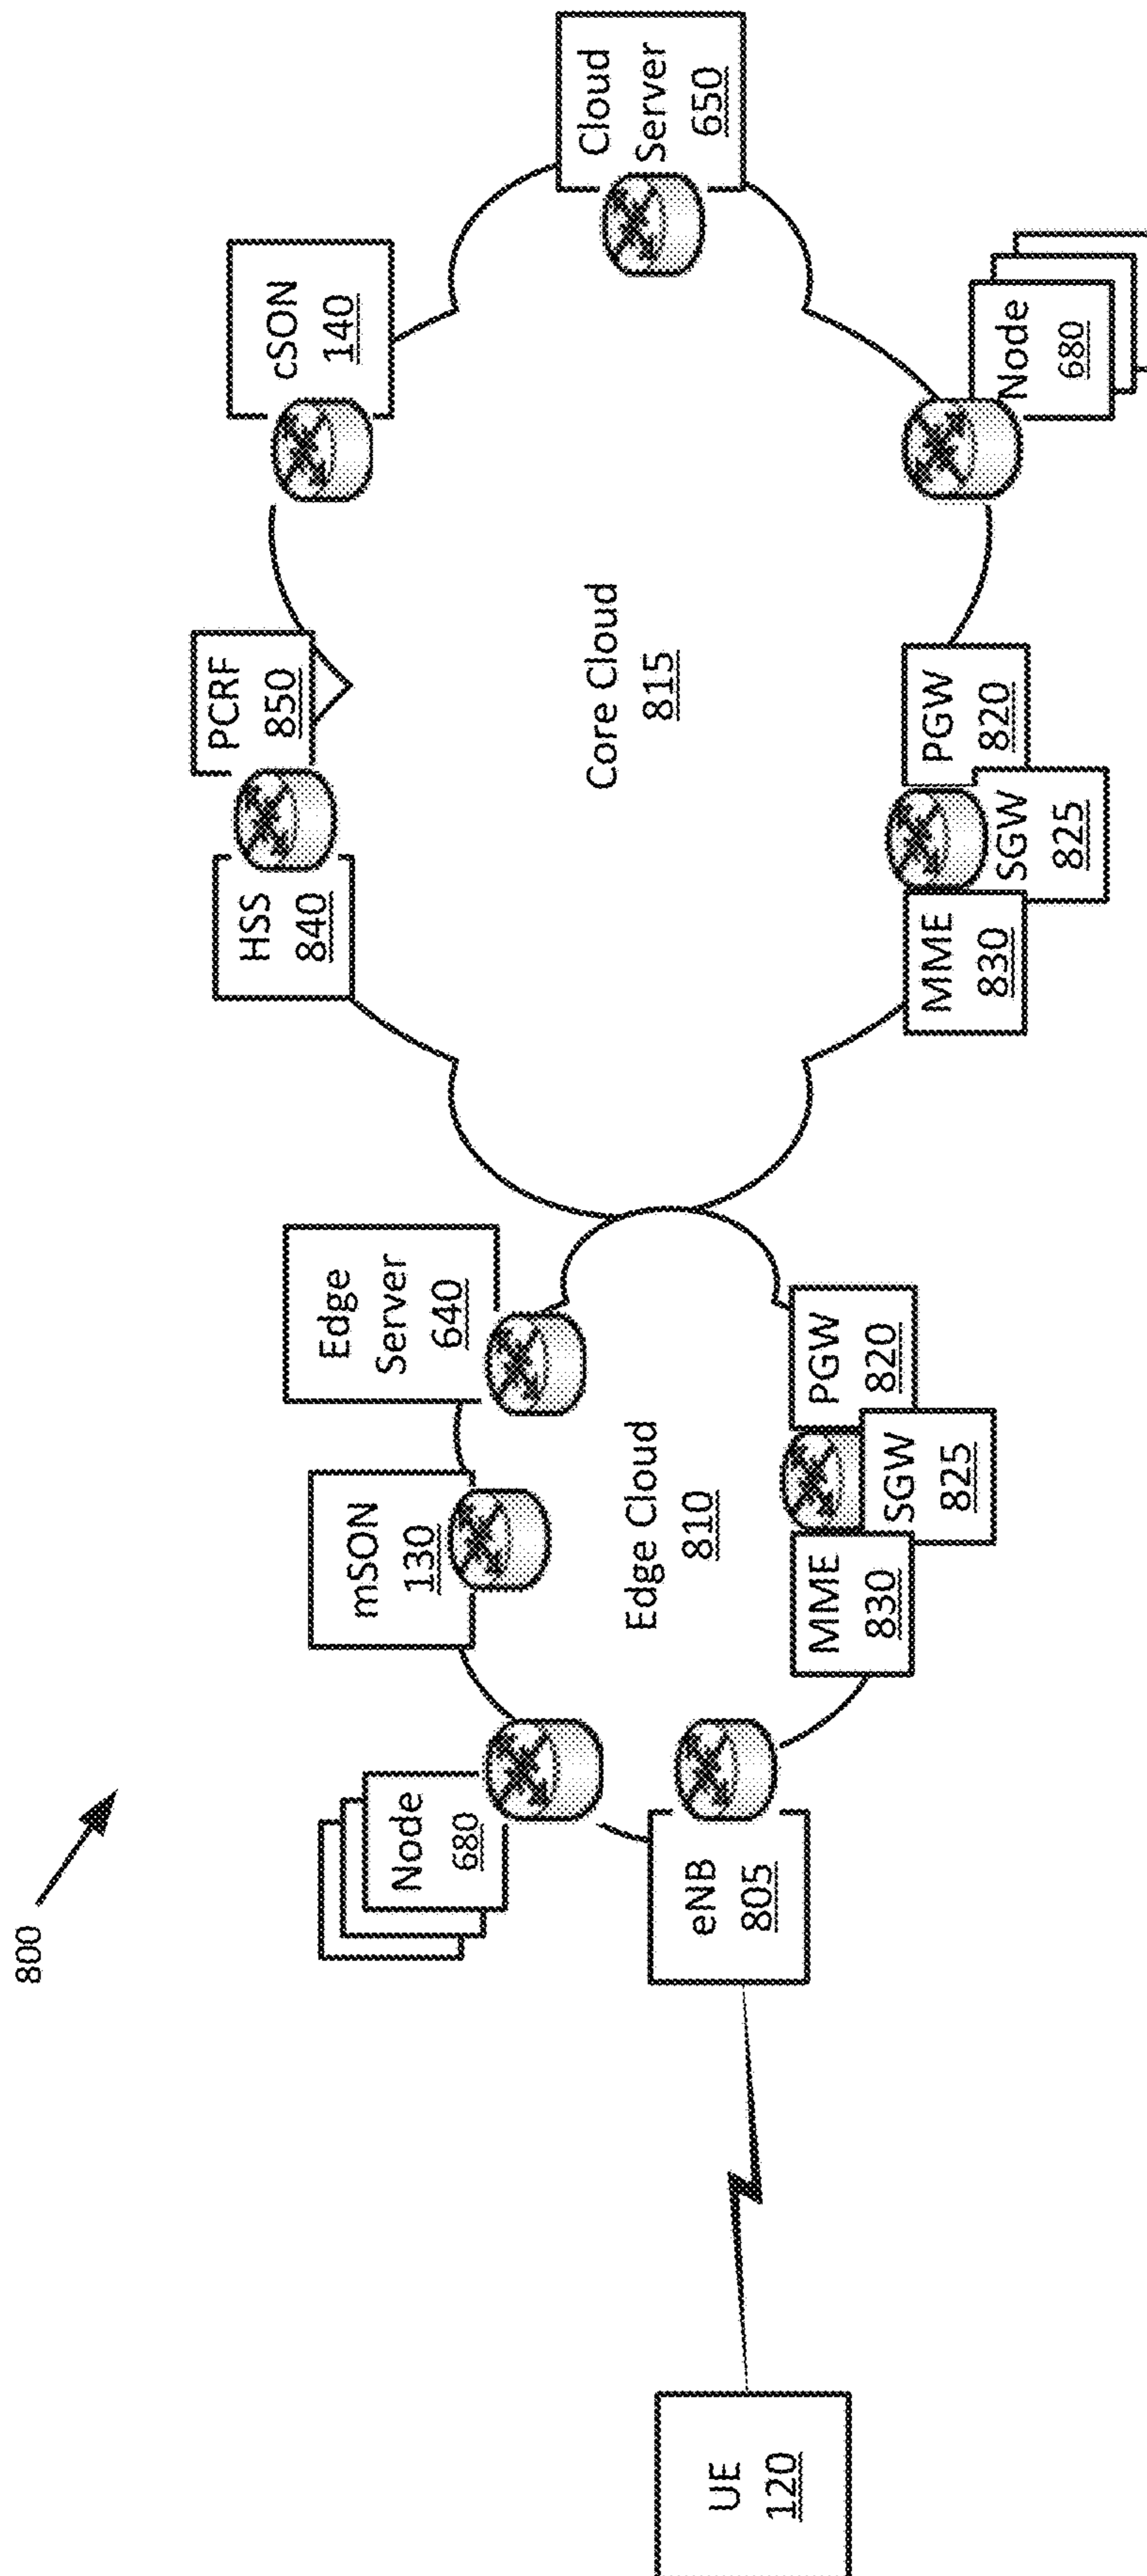 800
UE
120
eNB
805
Node
680
mSON
130
Edge
Server
640
Edge Cloud
810
MME
830
SGW
825
PGW
820
HSS
840
PCRF
850
cSON
140
Core Cloud
815
Cloud
Server
650
MME
830
SGW
825
PGW
820
Node
680